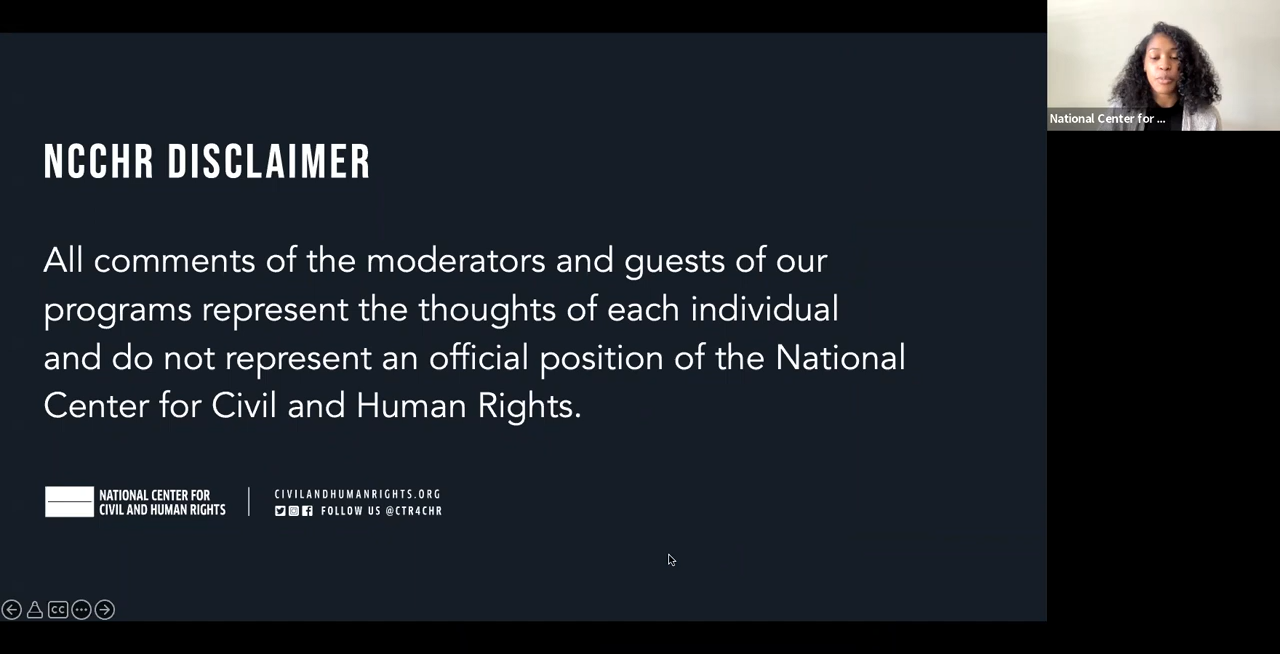 NCCHR DISCLAIMER
All comments of the moderators and guests of our
programs represent the thoughts of each individual
and do not represent an official position of the National
Center for Civil and Human Rights.
NATIONAL CENTER FOR
CIVIL AND HUMAN RIGHTS
CIVILANDHUMANRIGHTS.ORG
FOLLOW US @CTR4CHR
National Center for ...
CC